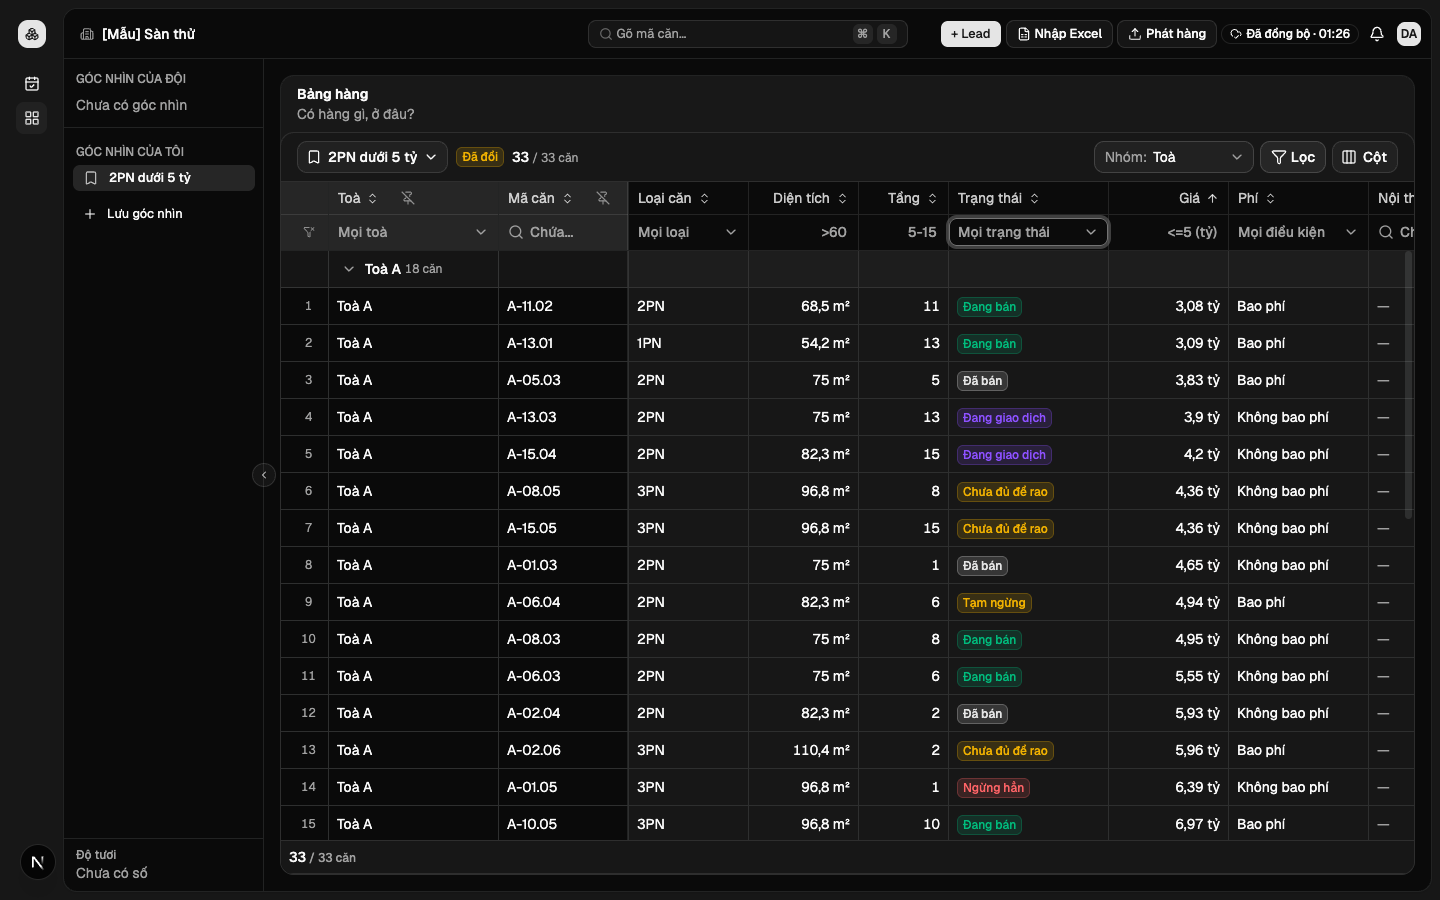 [Mẫu] Sàn thử
Gõ mã căn...
⌘ K
+ Lead
Nhập Excel
Phát hàng
Đã đồng bộ · 01:26
DA
GÓC NHÌN CỦA ĐỘI
Chưa có góc nhìn
GÓC NHÌN CỦA TÔI
2PN dưới 5 tỷ
+ Lưu góc nhìn
Độ tươi
Chưa có số
N
Bảng hàng
Có hàng gì, ở đâu?
2PN dưới 5 tỷ
Đã đổi
33 / 33 căn
Nhóm: Toà
Lọc
Cột
Toà Mã căn Loại căn Diện tích Tầng Trạng thái Giá Phí Nội th
Mọi toà Chứa... Mọi loại >60 5-15 Mọi trạng thái <=5 (tỷ) Mọi điều kiện Ch
Toà A 18 căn
1 Toà A A-11.02 2PN 68,5 m² 11 Đang bán 3,08 tỷ Bao phí —
2 Toà A A-13.01 1PN 54,2 m² 13 Đang bán 3,09 tỷ Bao phí —
3 Toà A A-05.03 2PN 75 m² 5 Đã bán 3,83 tỷ Bao phí —
4 Toà A A-13.03 2PN 75 m² 13 Đang giao dịch 3,9 tỷ Không bao phí —
5 Toà A A-15.04 2PN 82,3 m² 15 Đang giao dịch 4,2 tỷ Không bao phí —
6 Toà A A-08.05 3PN 96,8 m² 8 Chưa đủ để rao 4,36 tỷ Không bao phí —
7 Toà A A-15.05 3PN 96,8 m² 15 Chưa đủ để rao 4,36 tỷ Không bao phí —
8 Toà A A-01.03 2PN 75 m² 1 Đã bán 4,65 tỷ Không bao phí —
9 Toà A A-06.04 2PN 82,3 m² 6 Tạm ngừng 4,94 tỷ Bao phí —
10 Toà A A-08.03 2PN 75 m² 8 Đang bán 4,95 tỷ Không bao phí —
11 Toà A A-06.03 2PN 75 m² 6 Đang bán 5,55 tỷ Không bao phí —
12 Toà A A-02.04 2PN 82,3 m² 2 Đã bán 5,93 tỷ Không bao phí —
13 Toà A A-02.06 3PN 110,4 m² 2 Chưa đủ để rao 5,96 tỷ Bao phí —
14 Toà A A-01.05 3PN 96,8 m² 1 Ngừng hẳn 6,39 tỷ Không bao phí —
15 Toà A A-10.05 3PN 96,8 m² 10 Đang bán 6,97 tỷ Bao phí —
33 / 33 căn